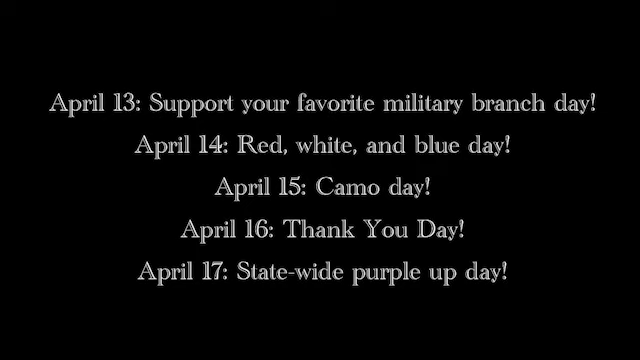 April 13: Support your favorite military branch day!
April 14: Red, white, and blue day!
April 15: Camo day!
April 16: Thank You Day!
April 17: State-wide purple up day!